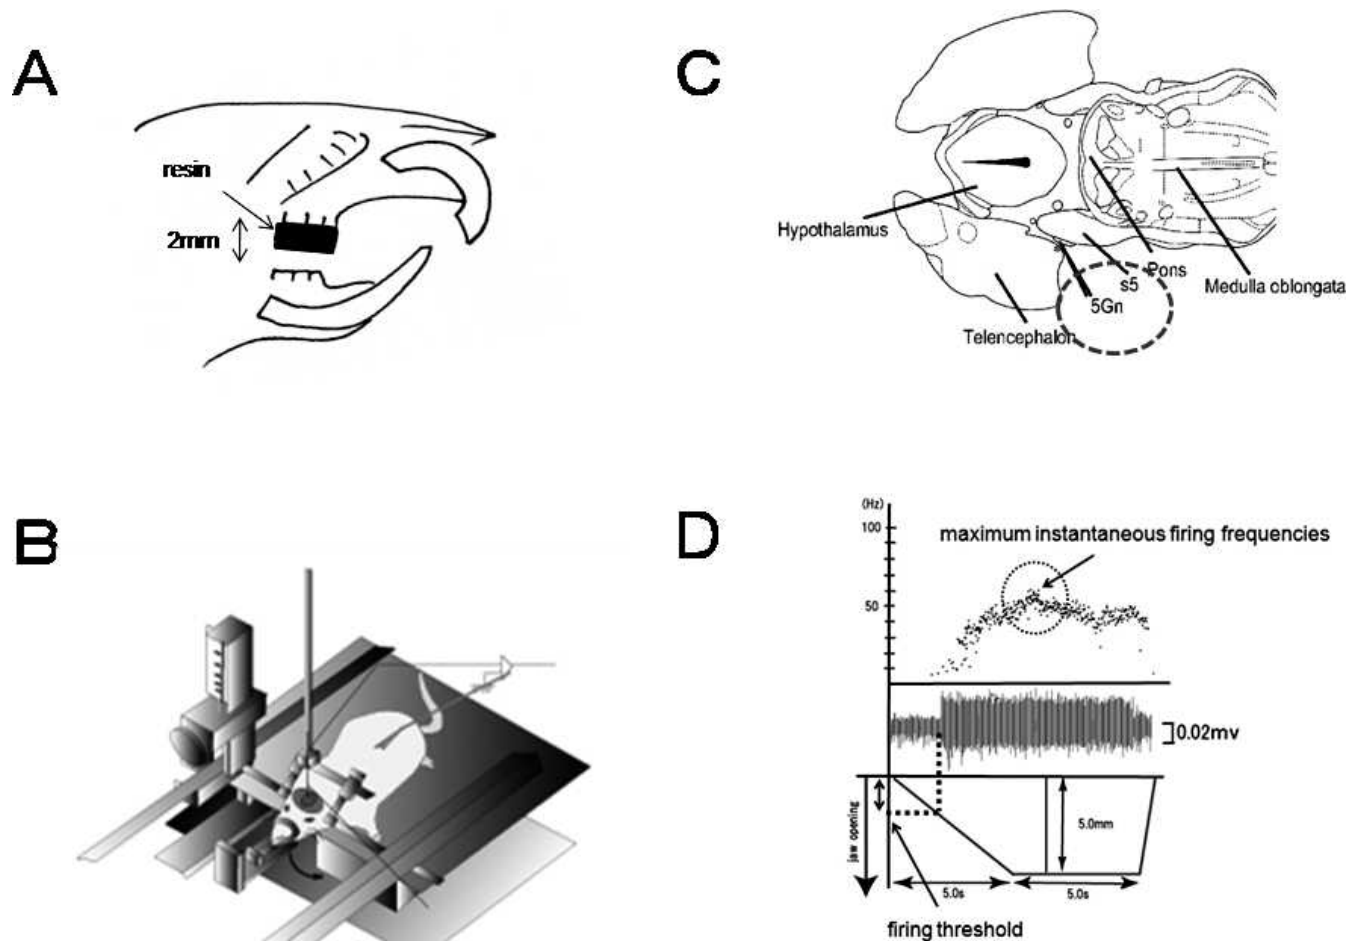 A
resin
2mm
B
C
Hypothalamus
Telencephalon
5Gn
s5
Pons
Medulla oblongata
D
(Hz)
100
50
maximum instantaneous firing frequencies
0.02mv
jaw opening
5.0mm
5.0s
5.0s
firing threshold